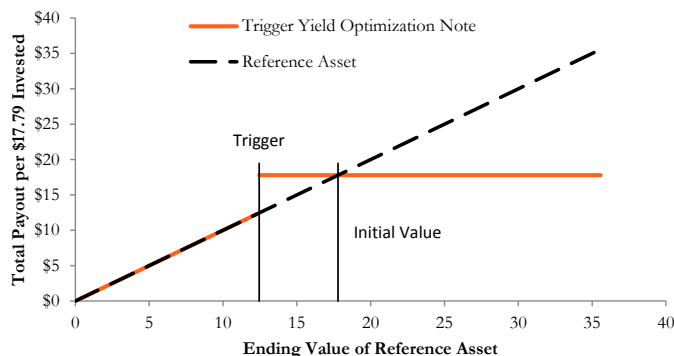 $40
$35
$30
$25
$20
$15
$10
$5
$0
Total Payout per $17.79 Invested
Trigger Yield Optimization Note
Reference Asset
Trigger
Initial Value
0 5 10 15 20 25 30 35 40
Ending Value of Reference Asset